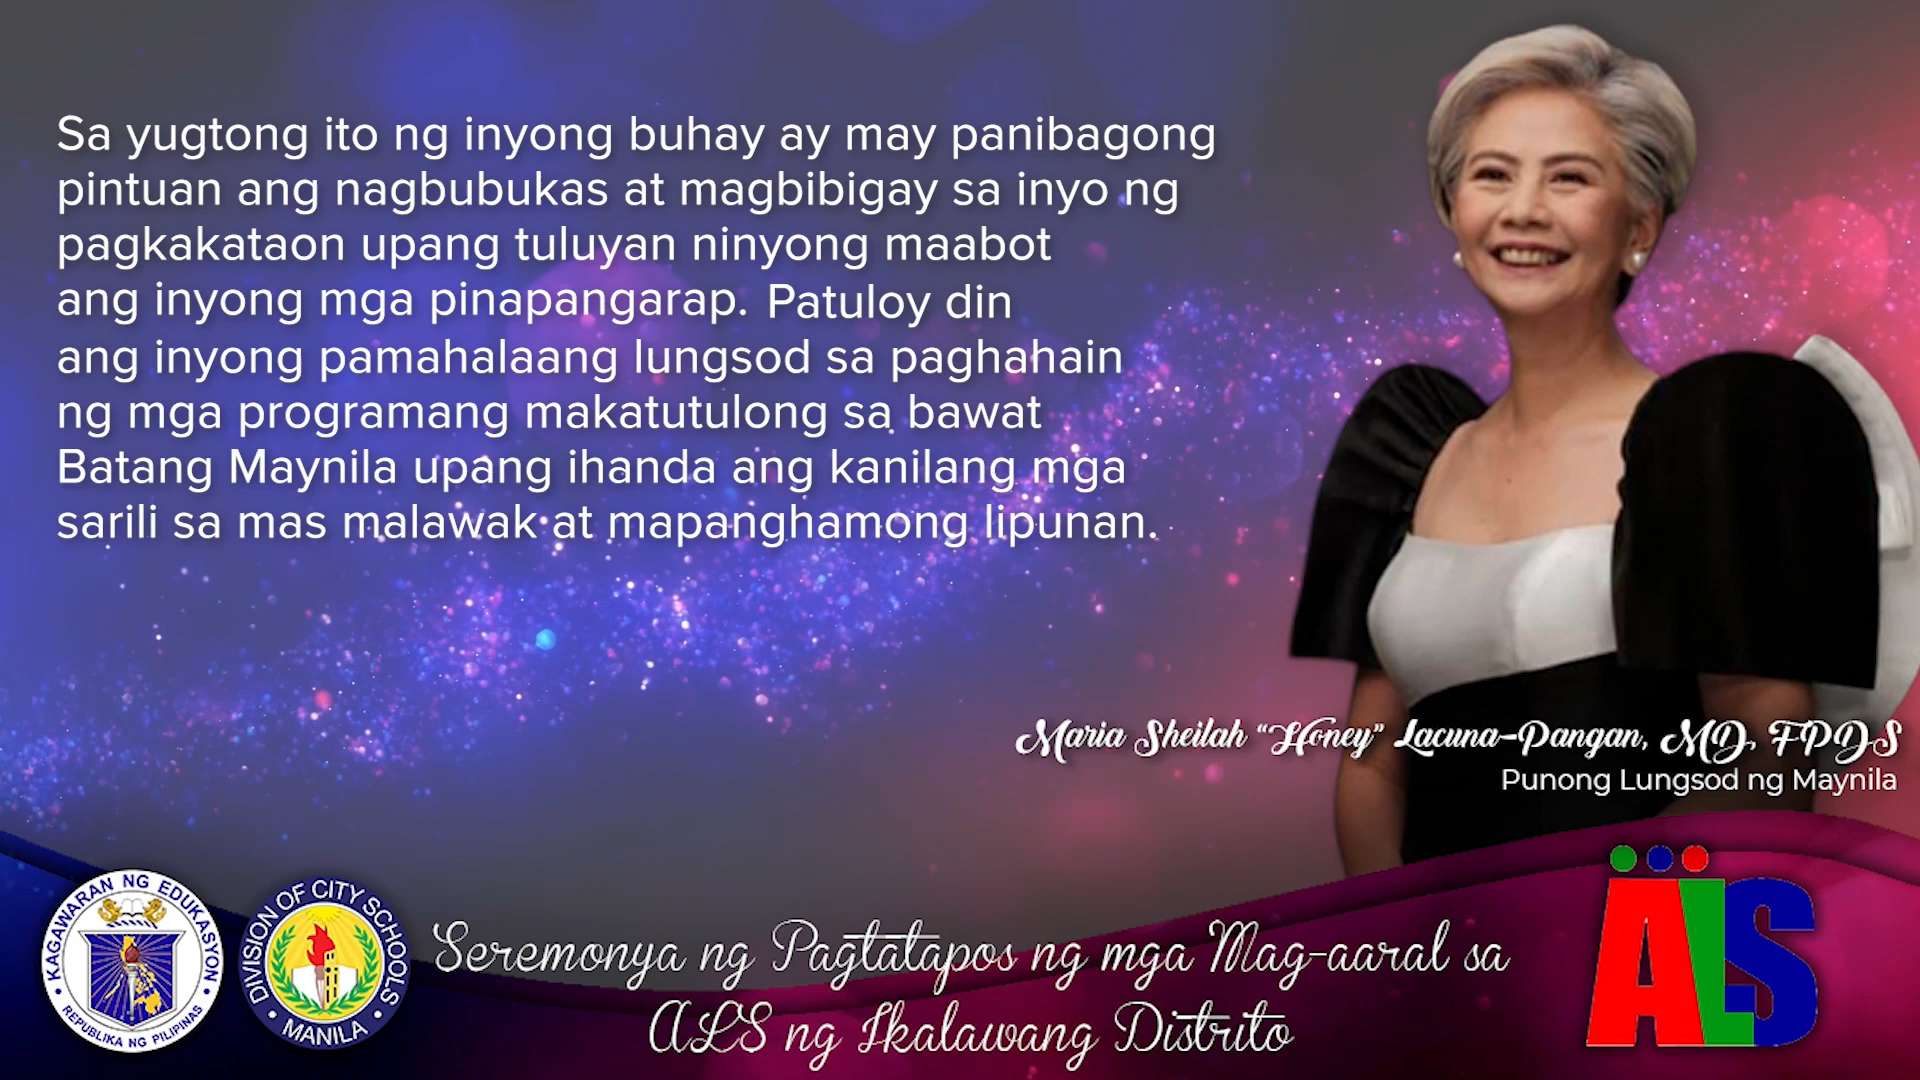 Sa yugtong ito ng inyong buhay ay may panibagong
pintuan ang nagbubukas at magbibigay sa inyo ng
pagkakataon upang tuluyan ninyong maabot
ang inyong mga pinapangarap. Patuloy din
ang inyong pamahalaang lungsod sa paghahain
ng mga programang makatutulong sa bawat
Batang Maynila upang ihanda ang kanilang mga
sarili sa mas malawak at mapanghamong lipunan.
Maria Sheilah “Honey” Lacuna-Pangan, MD, FPDS
Punong Lungsod ng Maynila
KAGAWARAN NG EDUKASYON
REPUBLIKA NG PILIPINAS
DIVISION OF CITY SCHOOLS
MANILA
Seremonya ng Pagtatapos ng mga Mag-aaral sa
ALS ng Ikalawang Distrito
ALS